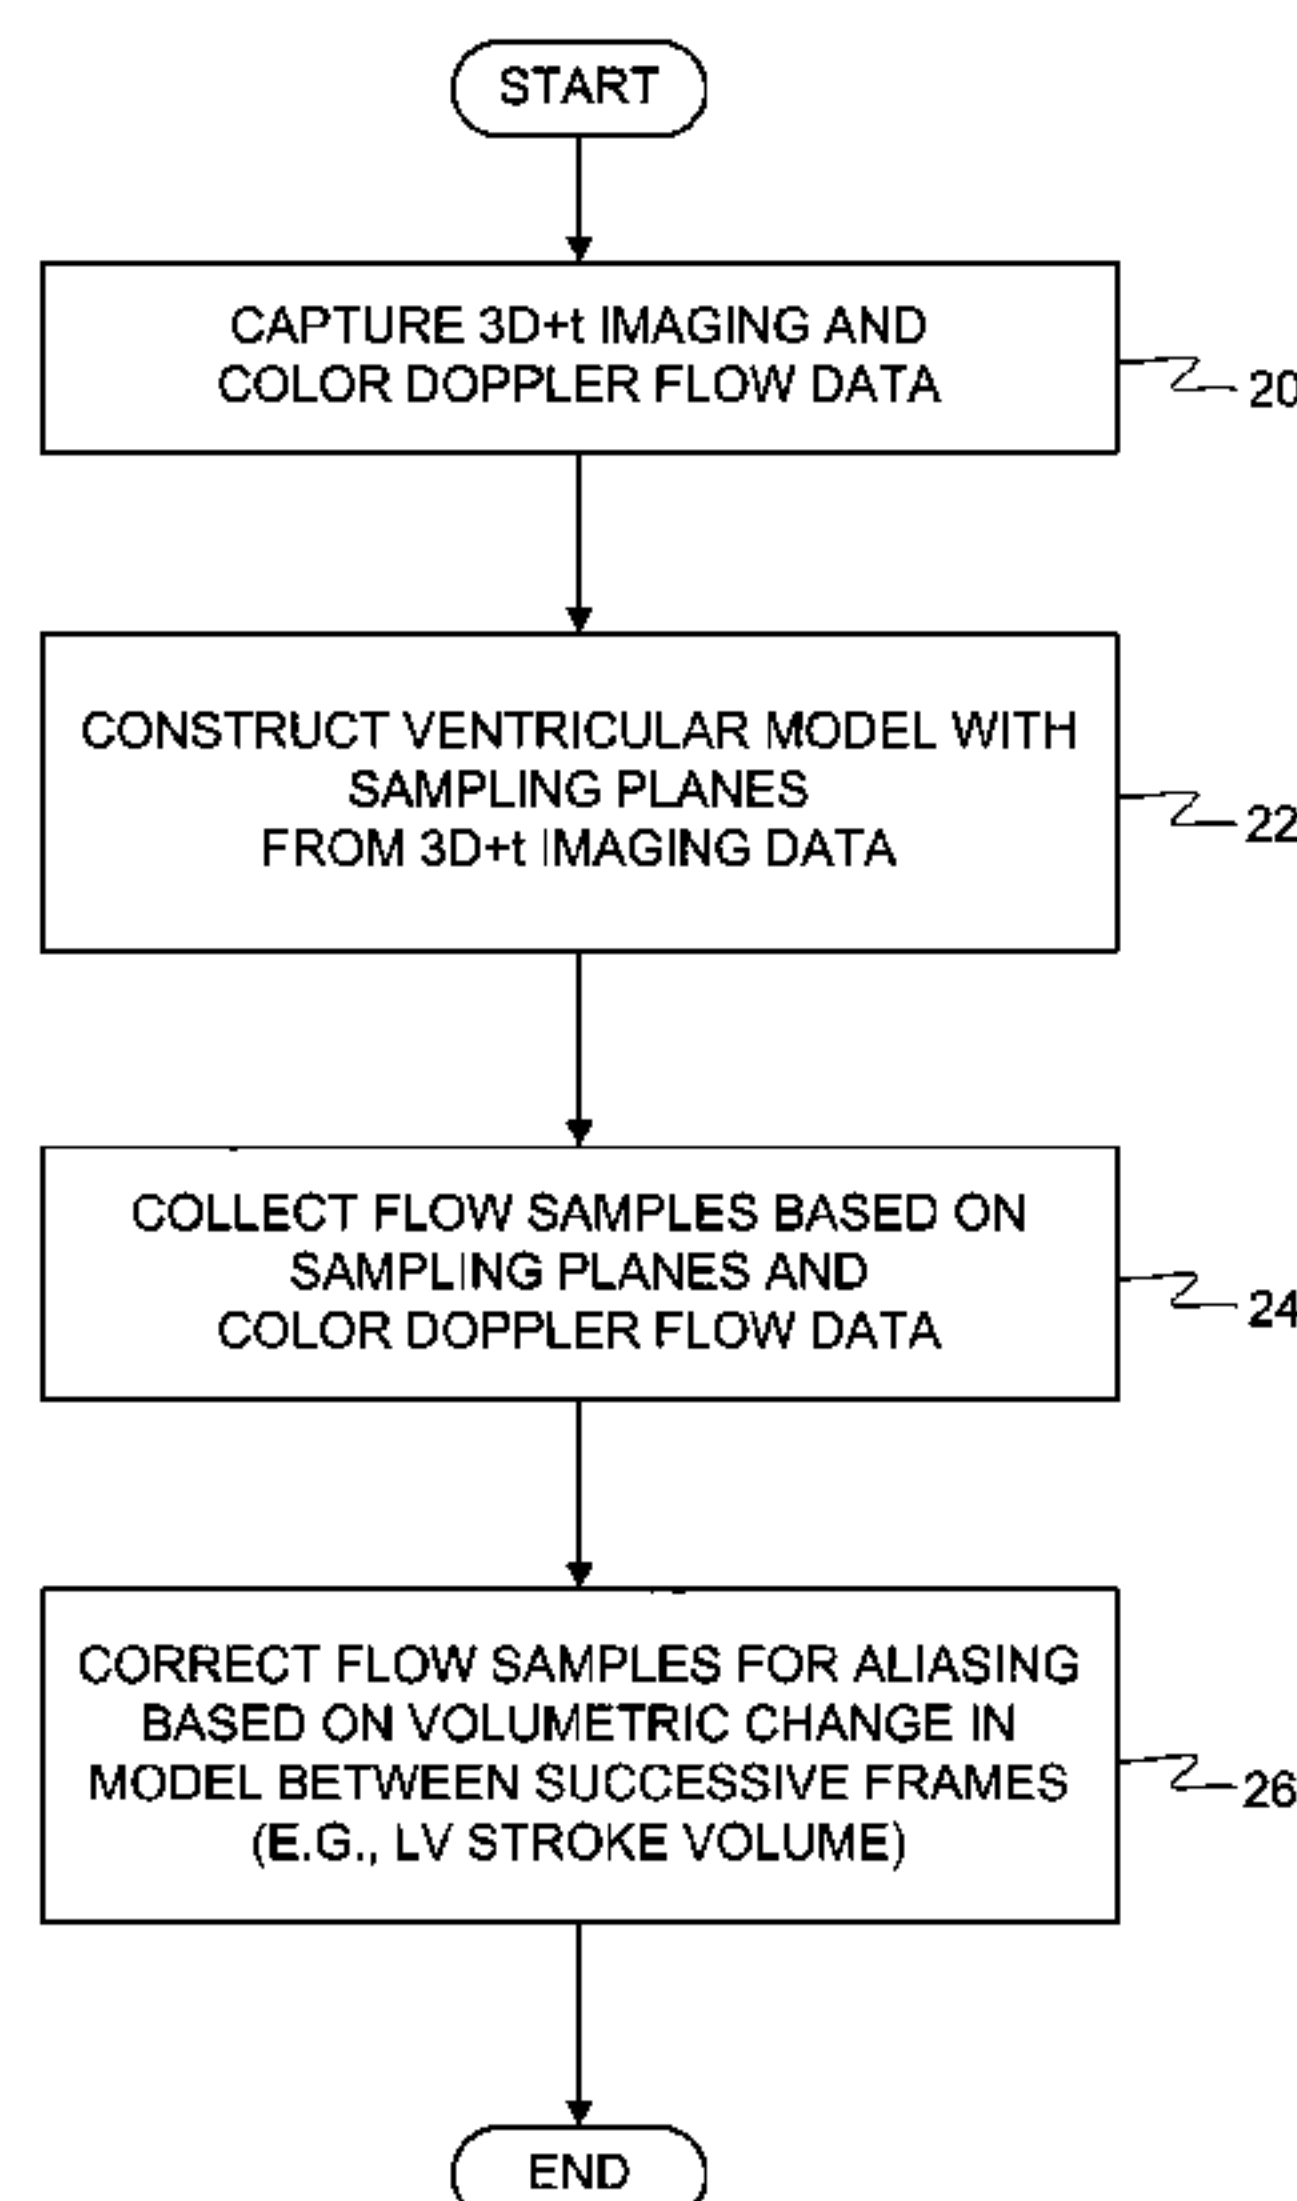 START
CAPTURE 3D+t IMAGING AND
COLOR DOPPLER FLOW DATA
20
CONSTRUCT VENTRICULAR MODEL WITH
SAMPLING PLANES
FROM 3D+t IMAGING DATA
22
COLLECT FLOW SAMPLES BASED ON
SAMPLING PLANES AND
COLOR DOPPLER FLOW DATA
24
CORRECT FLOW SAMPLES FOR ALIASING
BASED ON VOLUMETRIC CHANGE IN
MODEL BETWEEN SUCCESSIVE FRAMES
(E.G., LV STROKE VOLUME)
26
END